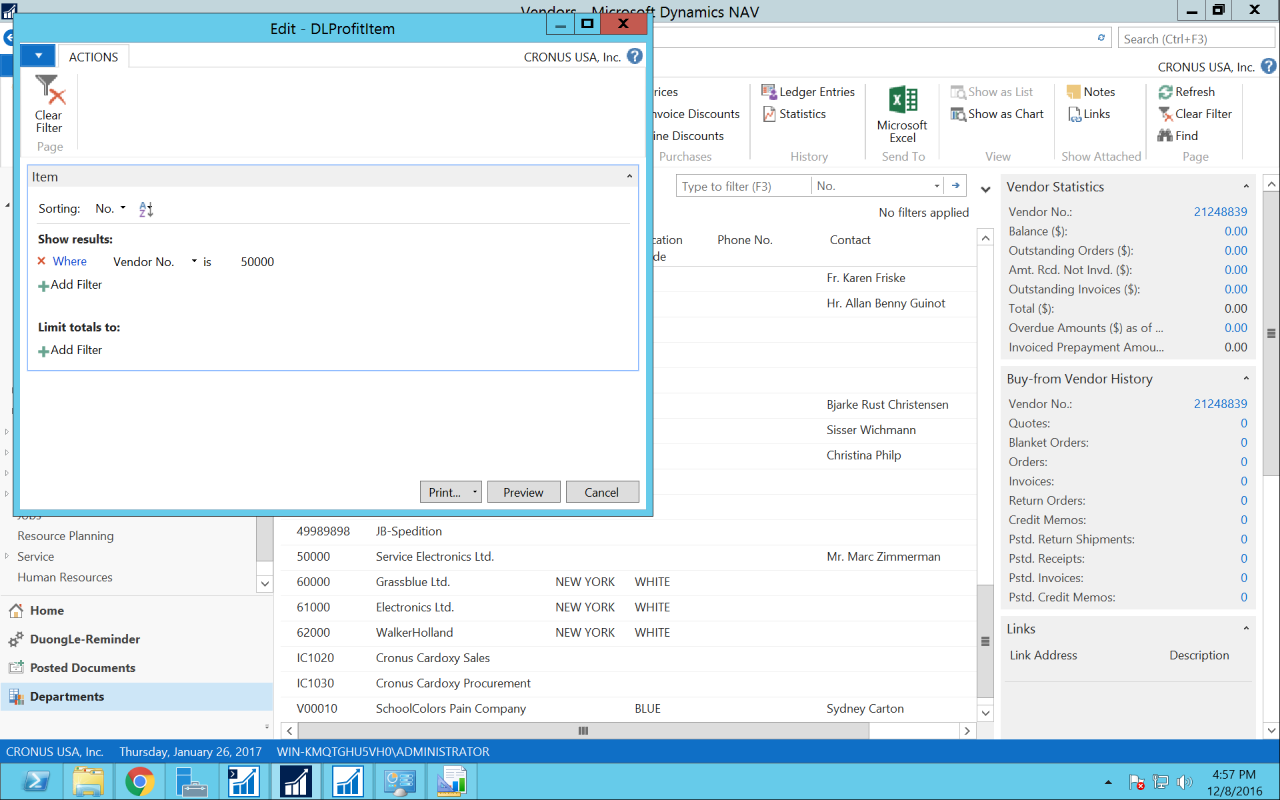 Vendors - Microsoft Dynamics NAV
Edit - DLProfitItem
Search (Ctrl+F3)
ACTIONS
CRONUS USA, Inc.
CRONUS USA, Inc.
Clear Filter
Page
Invoice Discounts
Line Discounts
Purchases
Ledger Entries
Statistics
History
Microsoft Excel
Send To
Show as List
Show as Chart
View
Notes
Links
Show Attached
Refresh
Clear Filter
Find
Page
Item
Sorting: No.
Show results:
Where Vendor No. is 50000
Add Filter
Limit totals to:
Add Filter
Print... Preview Cancel
Type to filter (F3) No.
No filters applied
Phone No. Contact
Fr. Karen Friske
Hr. Allan Benny Guinot
Bjarke Rust Christensen
Sisser Wichmann
Christina Philp
49989898 JB-Spedition
50000 Service Electronics Ltd. Mr. Marc Zimmerman
60000 Grassblue Ltd. NEW YORK WHITE
61000 Electronics Ltd. NEW YORK WHITE
62000 WalkerHolland NEW YORK WHITE
IC1020 Cronus Cardoxy Sales
IC1030 Cronus Cardoxy Procurement
V00010 SchoolColors Pain Company BLUE Sydney Carton
Vendor Statistics
Vendor No.: 21248839
Balance ($): 0.00
Outstanding Orders ($): 0.00
Amt. Rcd. Not Invd. ($): 0.00
Outstanding Invoices ($): 0.00
Total ($): 0.00
Overdue Amounts ($) as of ... 0.00
Invoiced Prepayment Amou... 0.00
Buy-from Vendor History
Vendor No.: 21248839
Quotes: 0
Blanket Orders: 0
Orders: 0
Invoices: 0
Return Orders: 0
Credit Memos: 0
Pstd. Return Shipments: 0
Pstd. Receipts: 0
Pstd. Invoices: 0
Pstd. Credit Memos: 0
Links
Link Address Description
Jobs
Resource Planning
Service
Human Resources
Home
DuongLe-Reminder
Posted Documents
Departments
CRONUS USA, Inc. Thursday, January 26, 2017 WIN-KMQTGHU5VH0\ADMINISTRATOR
4:57 PM
12/8/2016